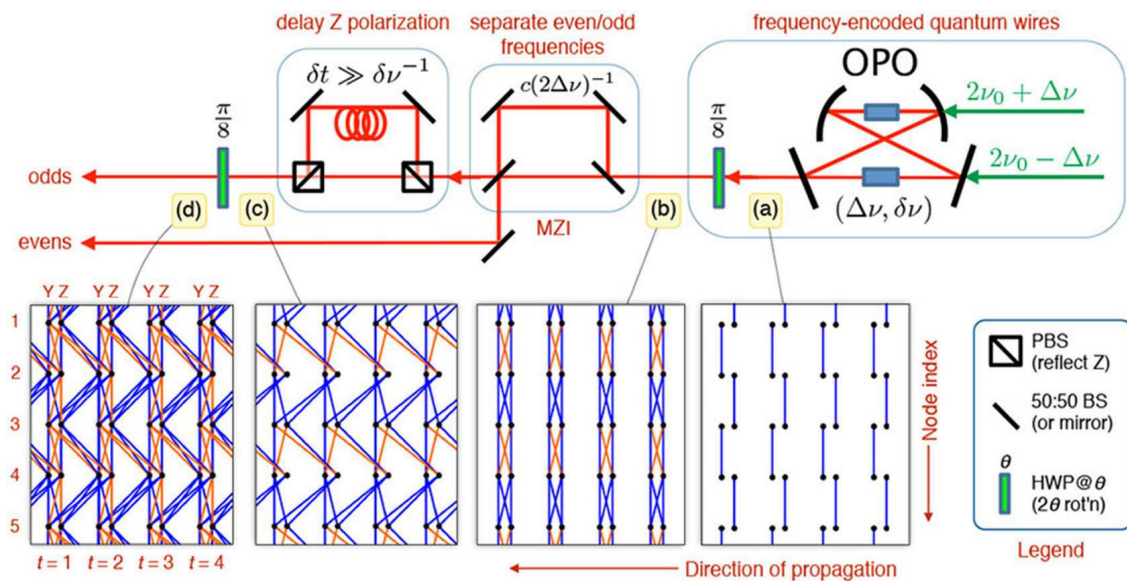 delay Z polarization
separate even/odd
frequencies
frequency-encoded quantum wires
δt ≫ δν⁻¹
c(2Δν)⁻¹
OPO
2ν₀ + Δν
2ν₀ − Δν
π/8
π/8
(Δν, δν)
odds
evens
MZI
(d)
(c)
(b)
(a)
Y Z Y Z Y Z Y Z
1
2
3
4
5
t = 1 t = 2 t = 3 t = 4
Direction of propagation
Node index
PBS
(reflect Z)
50:50 BS
(or mirror)
θ
HWP@θ
(2θ rot'n)
Legend